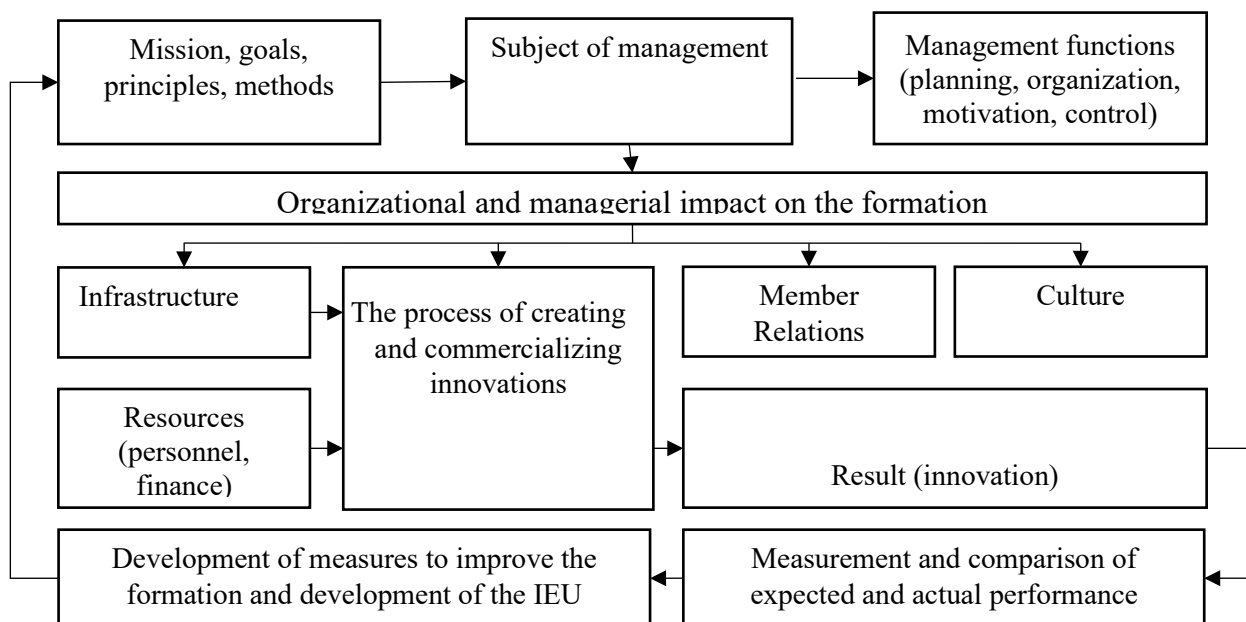 Mission, goals,
principles, methods
Subject of management
Management functions
(planning, organization,
motivation, control)
Organizational and managerial impact on the formation
Infrastructure
The process of creating
and commercializing
innovations
Member
Relations
Culture
Resources
(personnel,
finance)
Result (innovation)
Development of measures to improve the
formation and development of the IEU
Measurement and comparison of
expected and actual performance